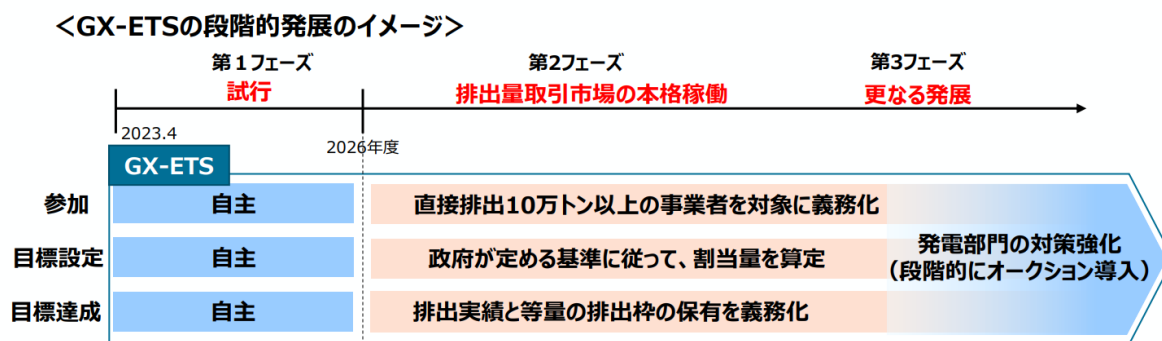 ＜GX-ETSの段階的発展のイメージ＞
第１フェーズ
試行
第2フェーズ
排出量取引市場の本格稼働
第3フェーズ
更なる発展
2023.4
2026年度
GX-ETS
参加
自主
直接排出10万トン以上の事業者を対象に義務化
目標設定
自主
政府が定める基準に従って、割当量を算定
発電部門の対策強化
（段階的にオークション導入）
目標達成
自主
排出実績と等量の排出枠の保有を義務化